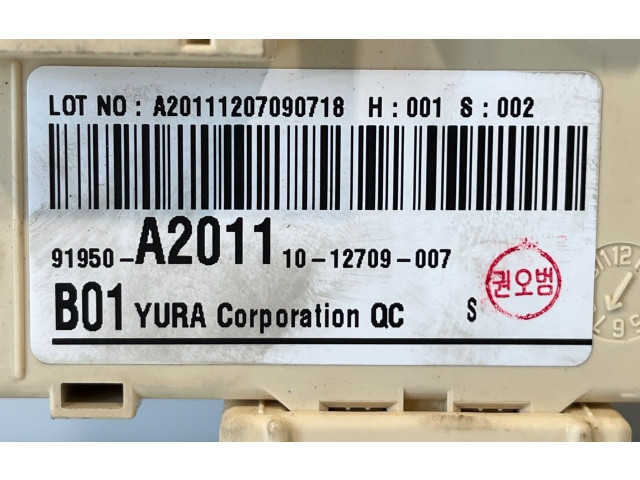 LOT NO : A20111207090718 H : 001 S : 002
91950-A2011 10-12709-007
B01 YURA Corporation QC S
권오범